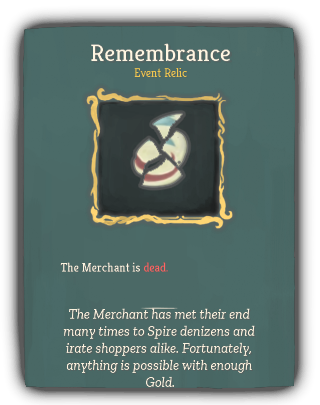 Remembrance
Event Relic
The Merchant is dead.
The Merchant has met their end
many times to Spire denizens and
irate shoppers alike. Fortunately,
anything is possible with enough
Gold.